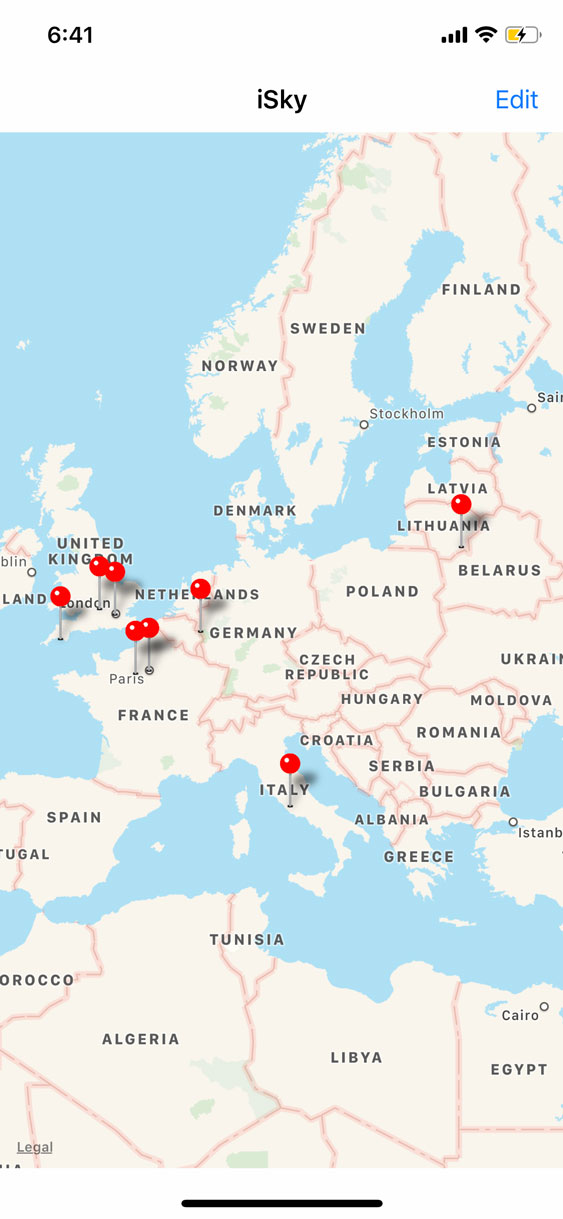 6:41
iSky
Edit
FINLAND
SWEDEN
NORWAY
Sai
Stockholm
ESTONIA
LATVIA
DENMARK
LITHUANIA
UNITED
KINGDOM
blin
BELARUS
LAND
London
NETHERLANDS
POLAND
GERMANY
CZECH
REPUBLIC
UKRAIN
Paris
HUNGARY
MOLDOVA
FRANCE
ROMANIA
CROATIA
SERBIA
ITALY
BULGARIA
SPAIN
ALBANIA
Istanb
TUGAL
GREECE
TUNISIA
OROCCO
Cairo
ALGERIA
LIBYA
EGYPT
Legal